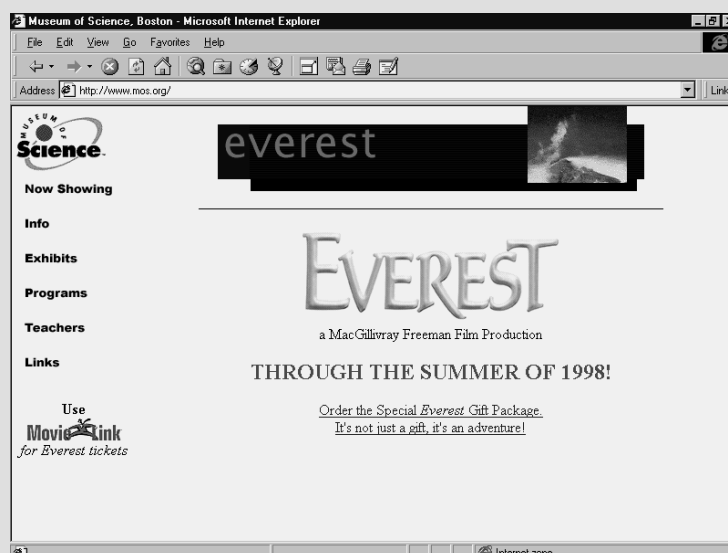 Museum of Science, Boston - Microsoft Internet Explorer
File Edit View Go Favorites Help
Address http://www.mos.org/ Link
MUSEUM OF
Science
everest
Now Showing
Info
Exhibits
Programs
Teachers
Links
Use
MovieLink
for Everest tickets
EVEREST
a MacGillivray Freeman Film Production
THROUGH THE SUMMER OF 1998!
Order the Special Everest Gift Package.
It's not just a gift, it's an adventure!
Internet zone